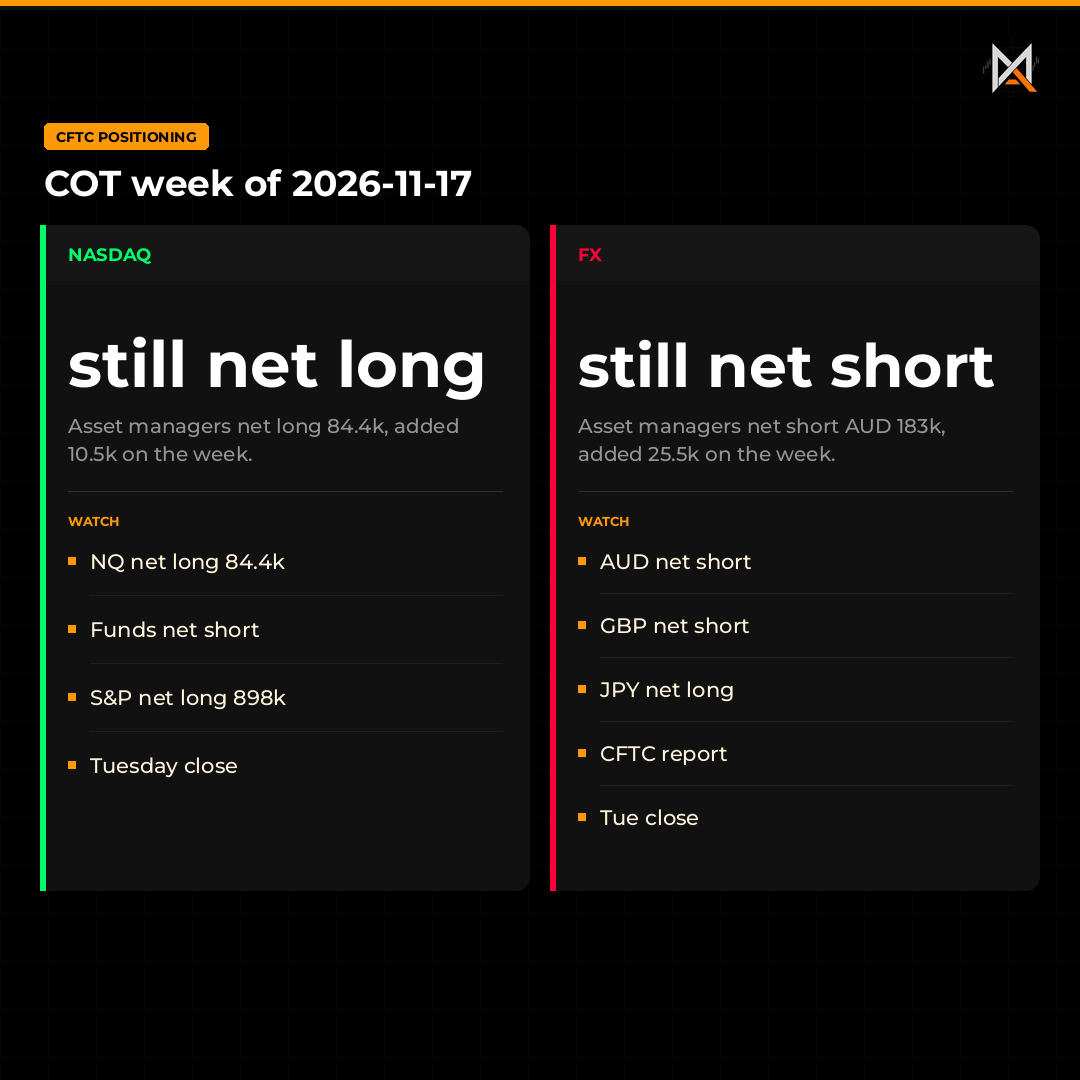 CFTC POSITIONING
COT week of 2026-11-17
NASDAQ
still net long
Asset managers net long 84.4k, added
10.5k on the week.
WATCH
NQ net long 84.4k
Funds net short
S&P net long 898k
Tuesday close
FX
still net short
Asset managers net short AUD 183k,
added 25.5k on the week.
WATCH
AUD net short
GBP net short
JPY net long
CFTC report
Tue close